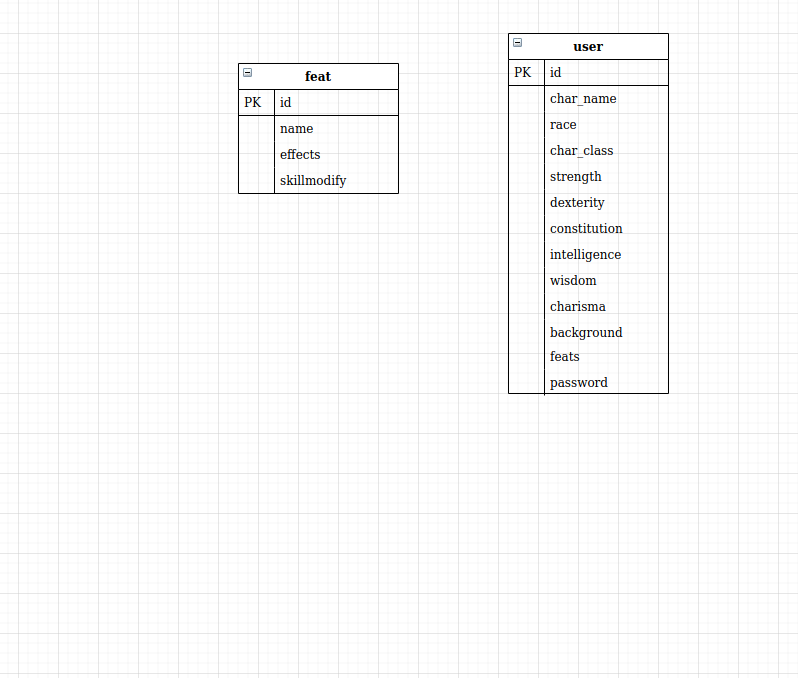 feat
PK id
name
effects
skillmodify
user
PK id
char_name
race
char_class
strength
dexterity
constitution
intelligence
wisdom
charisma
background
feats
password